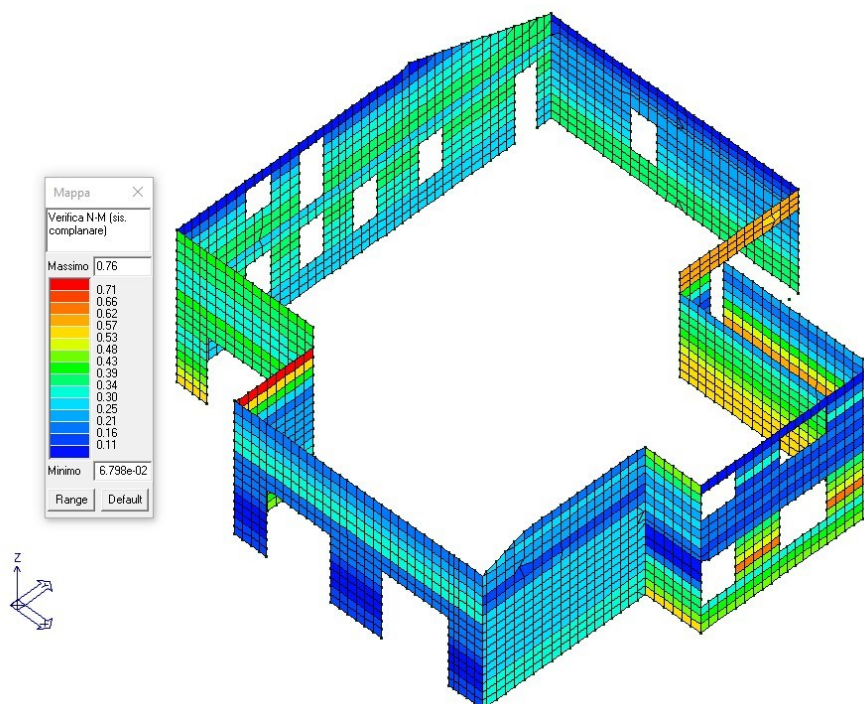 Mappa
Verifica N-M (sis.
complanare)
Massimo 0.76
0.71
0.66
0.62
0.57
0.53
0.48
0.43
0.39
0.34
0.30
0.25
0.21
0.16
0.11
Minimo 6.798e-02
Range Default
Z